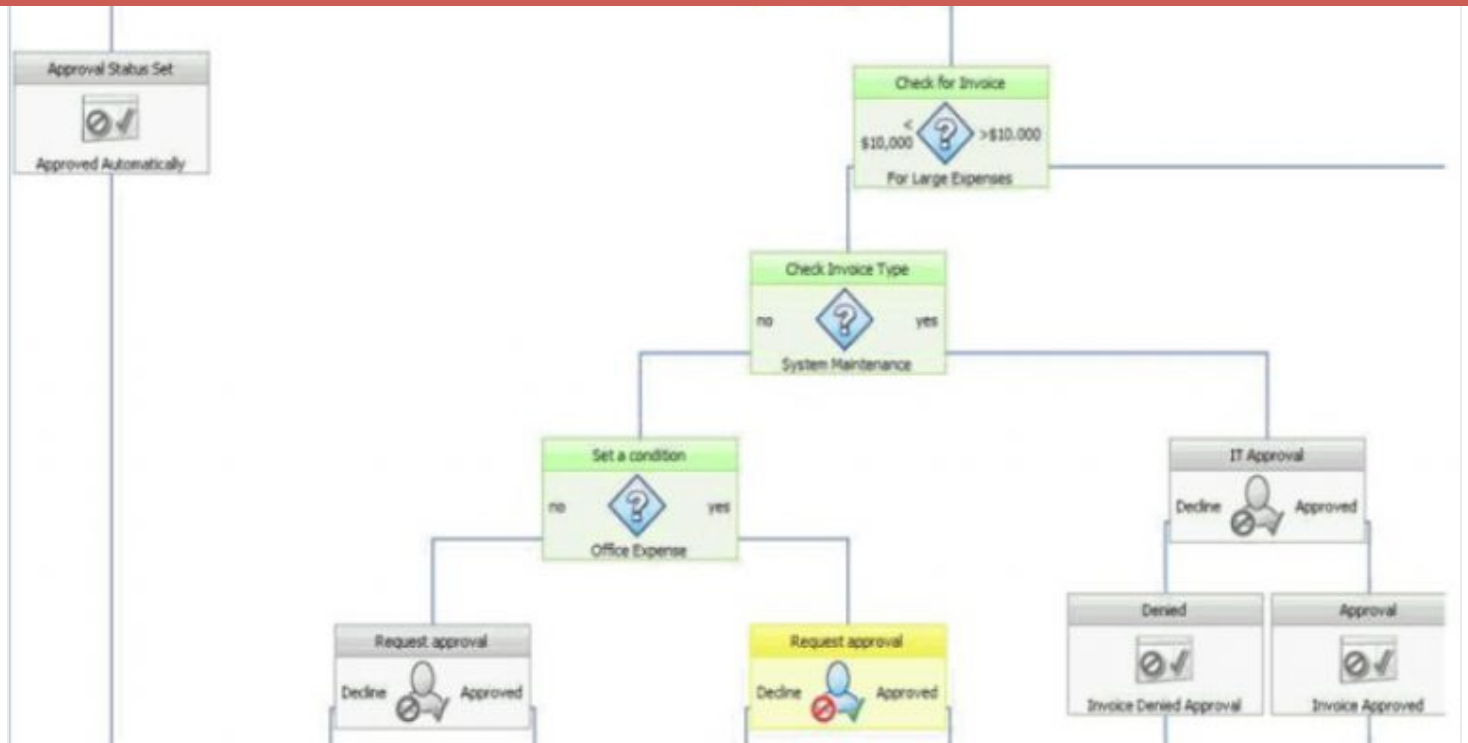 Approval Status Set
Approved Automatically
Check for Invoice
<
$10,000
>$10.000
For Large Expenses
Check Invoice Type
no
yes
System Maintenance
Set a condition
no
yes
Office Expense
IT Approval
Decline
Approved
Request approval
Decline
Approved
Request approval
Decline
Approved
Denied
Invoice Denied Approval
Approval
Invoice Approved